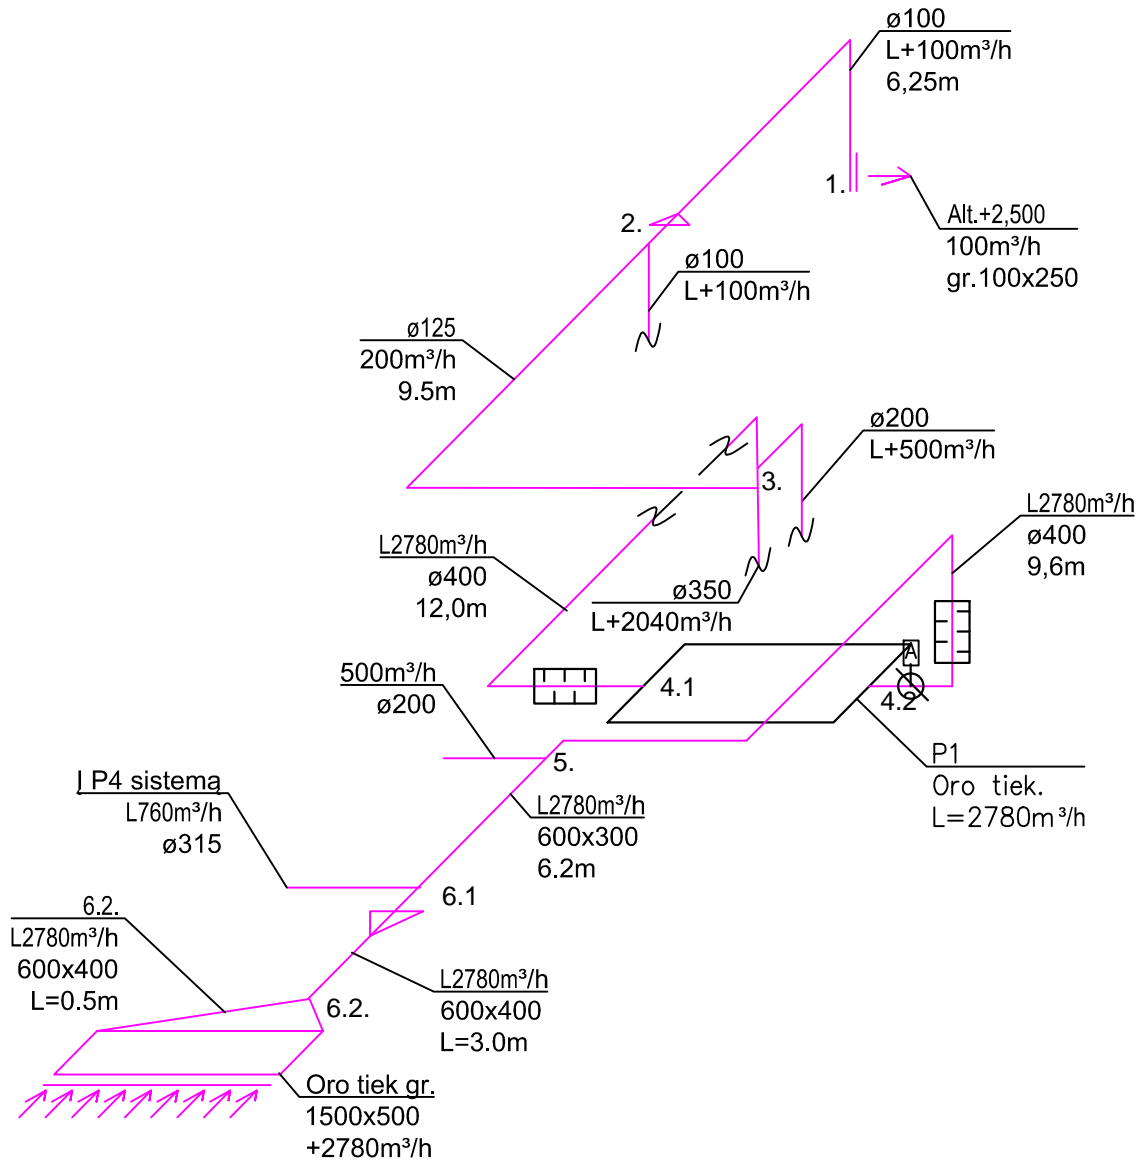 ø100
L+100m³/h
6,25m
1.
Alt.+2,500
100m³/h
gr.100x250
2.
ø100
L+100m³/h
ø125
200m³/h
9.5m
ø200
L+500m³/h
3.
L2780m³/h
ø400
9,6m
L2780m³/h
ø400
12,0m
ø350
L+2040m³/h
A
4.1
4.2
500m³/h
ø200
5.
P1
Oro tiek.
L=2780m³/h
I P4 sistema
L760m³/h
ø315
L2780m³/h
600x300
6.2m
6.1
6.2.
L2780m³/h
600x400
L=0.5m
6.2.
L2780m³/h
600x400
L=3.0m
Oro tiek gr.
1500x500
+2780m³/h